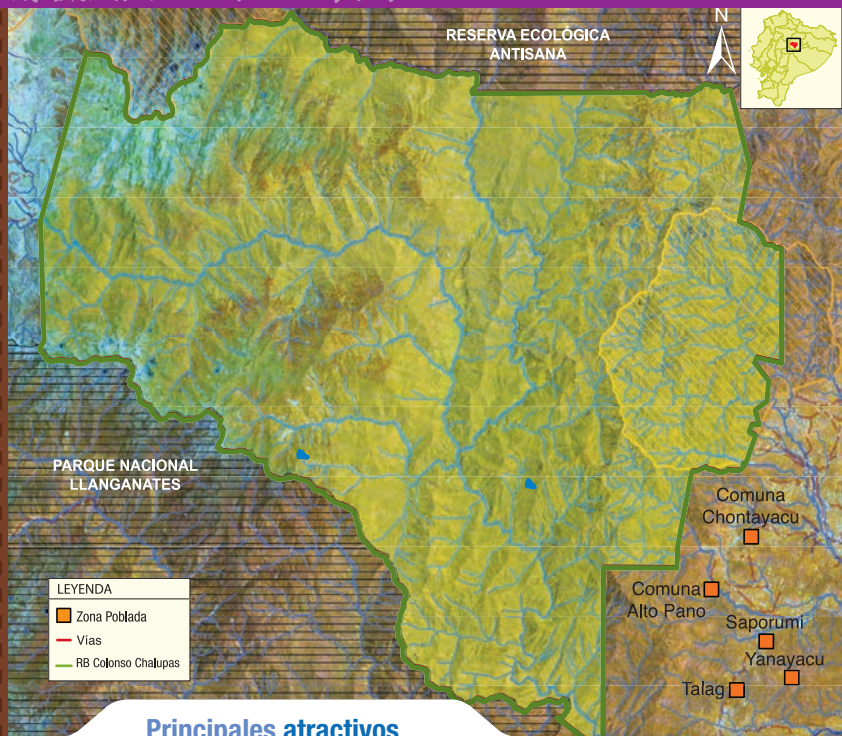 RESERVA ECOLÓGICA
ANTISANA
N
PARQUE NACIONAL
LLANGANATES
Comuna
Chontayacu
Comuna
Alto Pano
Saporumi
Yanayacu
Talag
LEYENDA
Zona Poblada
Vías
RB Colonso Chalupas
Principales atractivos